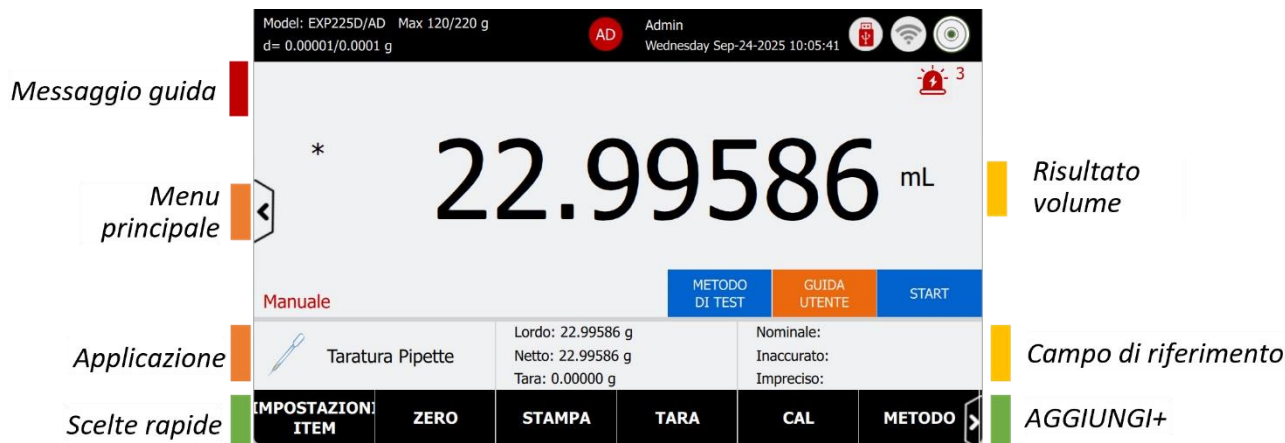 Model: EXP225D/AD Max 120/220 g
d= 0.00001/0.0001 g
AD
Admin
Wednesday Sep-24-2025 10:05:41
Messaggio guida
3
*
22.99586 mL
Menu
principale
Risultato
volume
Manuale
METODO
DI TEST
GUIDA
UTENTE
START
Applicazione
Taratura Pipette
Lordo: 22.99586 g
Netto: 22.99586 g
Tara: 0.00000 g
Nominale:
Inaccurato:
Impreciso:
Campo di riferimento
Scelte rapide
IMPOSTAZIONI
ITEM
ZERO
STAMPA
TARA
CAL
METODO
AGGIUNGI+